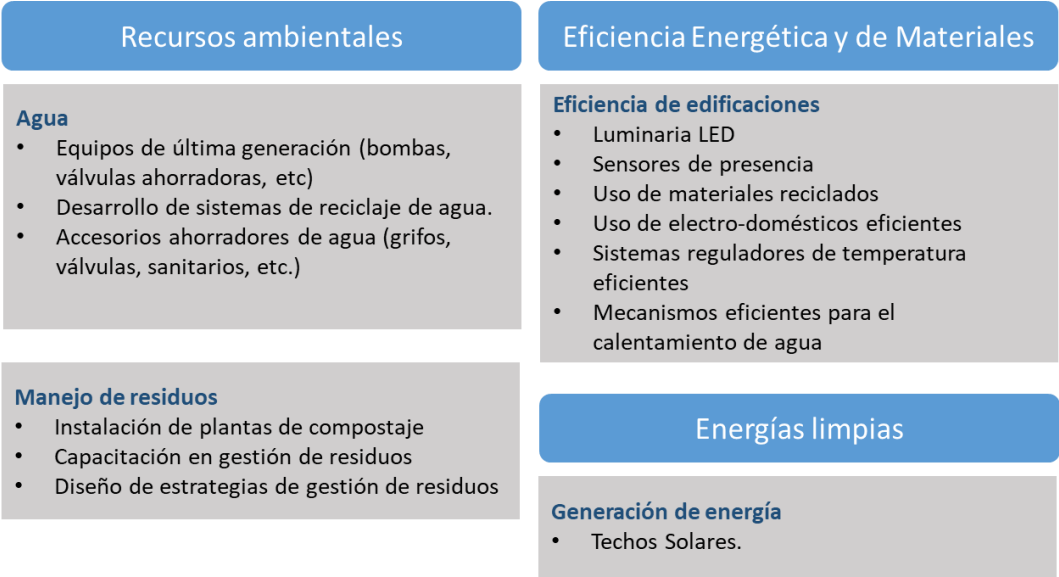 Recursos ambientales
Agua
• Equipos de última generación (bombas,
válvulas ahorradoras, etc)
• Desarrollo de sistemas de reciclaje de agua.
• Accesorios ahorradores de agua (grifos,
válvulas, sanitarios, etc.)
Manejo de residuos
• Instalación de plantas de compostaje
• Capacitación en gestión de residuos
• Diseño de estrategias de gestión de residuos
Eficiencia Energética y de Materiales
Eficiencia de edificaciones
• Luminaria LED
• Sensores de presencia
• Uso de materiales reciclados
• Uso de electro-domésticos eficientes
• Sistemas reguladores de temperatura
eficientes
• Mecanismos eficientes para el
calentamiento de agua
Energías limpias
Generación de energía
• Techos Solares.